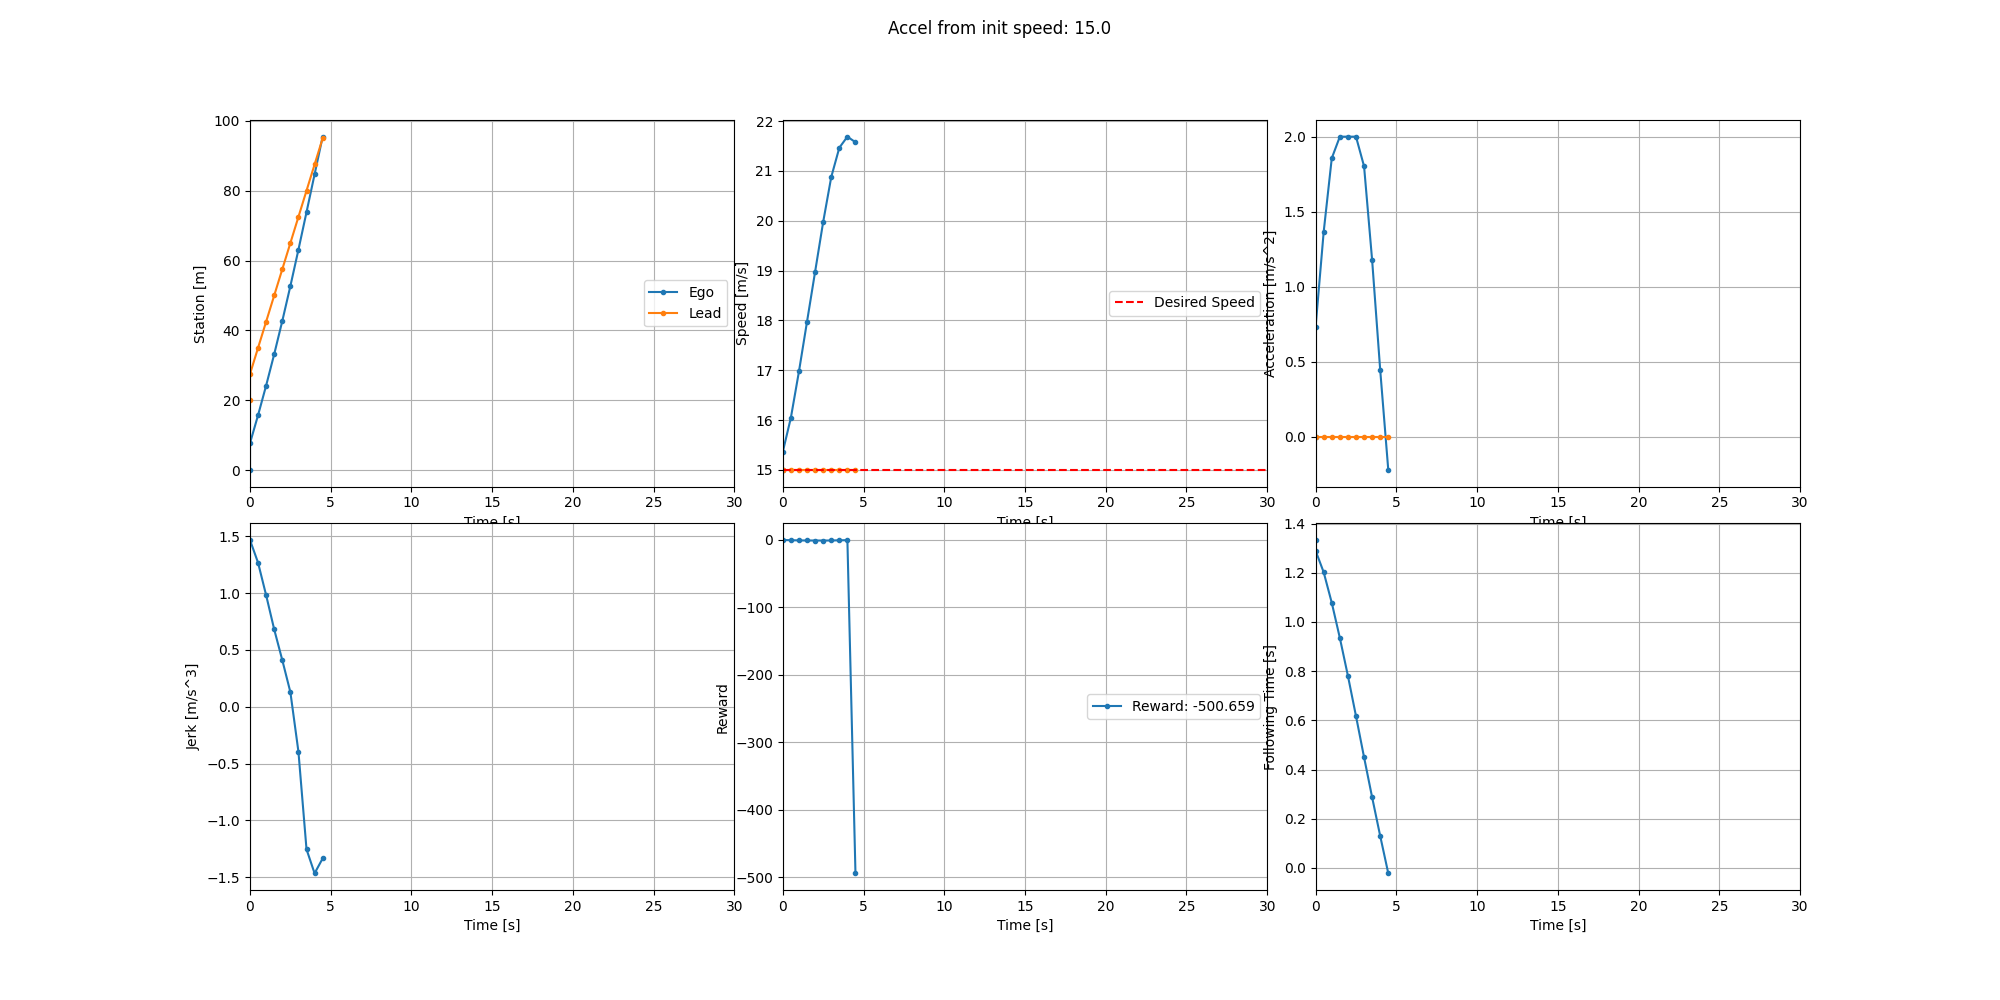 Accel from init speed: 15.0
100
80
60
40
20
0
Station [m]
Ego
Lead
0 5 10 15 20 25 30
Time [s]
22
21
20
19
18
17
16
15
Speed [m/s]
Desired Speed
0 5 10 15 20 25 30
Time [s]
2.0
1.5
1.0
0.5
0.0
Acceleration [m/s^2]
0 5 10 15 20 25 30
Time [s]
1.5
1.0
0.5
0.0
−0.5
−1.0
−1.5
Jerk [m/s^3]
0 5 10 15 20 25 30
Time [s]
0
−100
−200
−300
−400
−500
Reward
Reward: -500.659
0 5 10 15 20 25 30
Time [s]
1.4
1.2
1.0
0.8
0.6
0.4
0.2
0.0
Following Time [s]
0 5 10 15 20 25 30
Time [s]